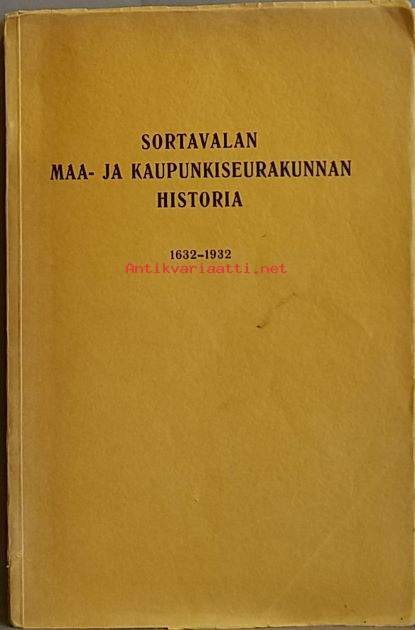 SORTAVALAN
MAA- JA KAUPUNKISEURAKUNNAN
HISTORIA
1632–1932
Antikvariaatti.net